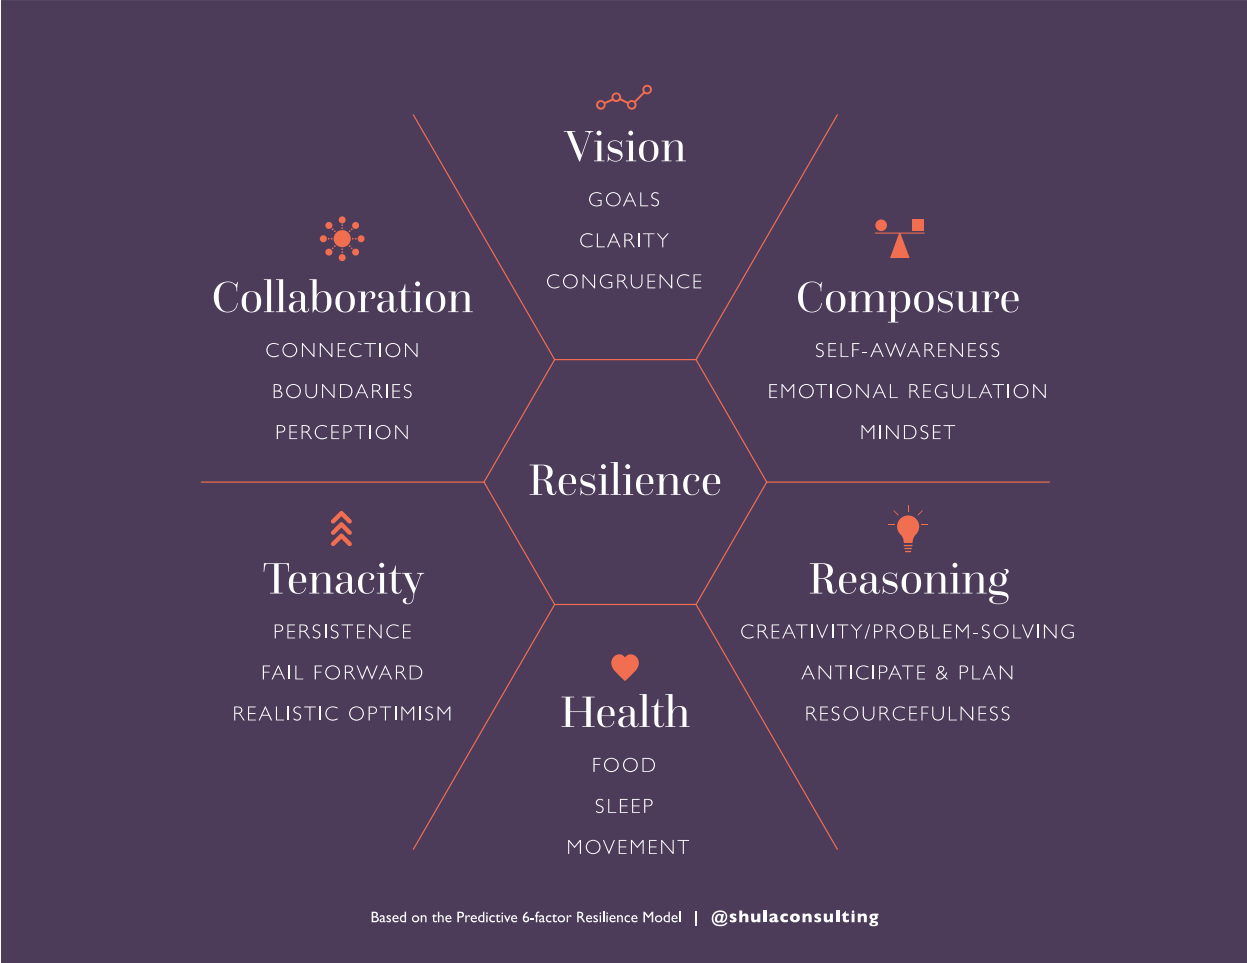 Vision
GOALS
CLARITY
CONGRUENCE
Collaboration
CONNECTION
BOUNDARIES
PERCEPTION
Composure
SELF-AWARENESS
EMOTIONAL REGULATION
MINDSET
Resilience
Tenacity
PERSISTENCE
FAIL FORWARD
REALISTIC OPTIMISM
Reasoning
CREATIVITY/PROBLEM-SOLVING
ANTICIPATE & PLAN
RESOURCEFULNESS
Health
FOOD
SLEEP
MOVEMENT
Based on the Predictive 6-factor Resilience Model | @shulaconsulting